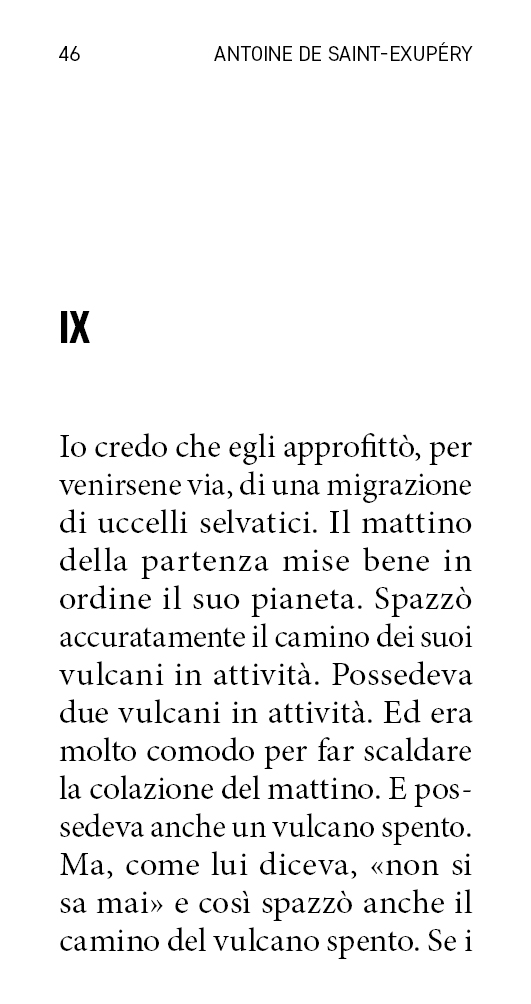 46 ANTOINE DE SAINT-EXUPÉRY
IX
Io credo che egli approfittò, per
venirsene via, di una migrazione
di uccelli selvatici. Il mattino
della partenza mise bene in
ordine il suo pianeta. Spazzò
accuratamente il camino dei suoi
vulcani in attività. Possedeva
due vulcani in attività. Ed era
molto comodo per far scaldare
la colazione del mattino. E pos-
sedeva anche un vulcano spento.
Ma, come lui diceva, «non si
sa mai» e così spazzò anche il
camino del vulcano spento. Se i